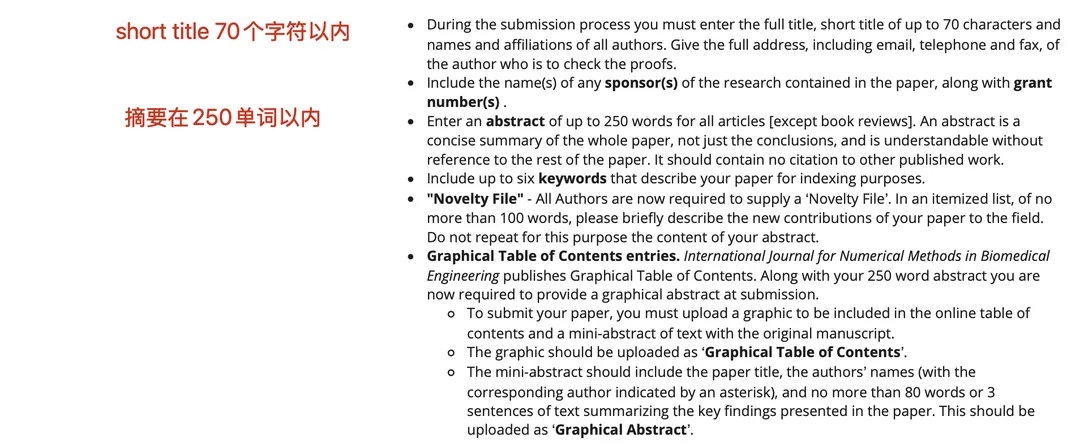 short title 70个字符以内
摘要在250单词以内
• During the submission process you must enter the full title, short title of up to 70 characters and
names and affiliations of all authors. Give the full address, including email, telephone and fax, of
the author who is to check the proofs.
• Include the name(s) of any sponsor(s) of the research contained in the paper, along with grant
number(s) .
• Enter an abstract of up to 250 words for all articles [except book reviews]. An abstract is a
concise summary of the whole paper, not just the conclusions, and is understandable without
reference to the rest of the paper. It should contain no citation to other published work.
• Include up to six keywords that describe your paper for indexing purposes.
• "Novelty File" - All Authors are now required to supply a ‘Novelty File’. In an itemized list, of no
more than 100 words, please briefly describe the new contributions of your paper to the field.
Do not repeat for this purpose the content of your abstract.
• Graphical Table of Contents entries. International Journal for Numerical Methods in Biomedical
Engineering publishes Graphical Table of Contents. Along with your 250 word abstract you are
now required to provide a graphical abstract at submission.
◦ To submit your paper, you must upload a graphic to be included in the online table of
contents and a mini-abstract of text with the original manuscript.
◦ The graphic should be uploaded as ‘Graphical Table of Contents’.
◦ The mini-abstract should include the paper title, the authors’ names (with the
corresponding author indicated by an asterisk), and no more than 80 words or 3
sentences of text summarizing the key findings presented in the paper. This should be
uploaded as ‘Graphical Abstract’.